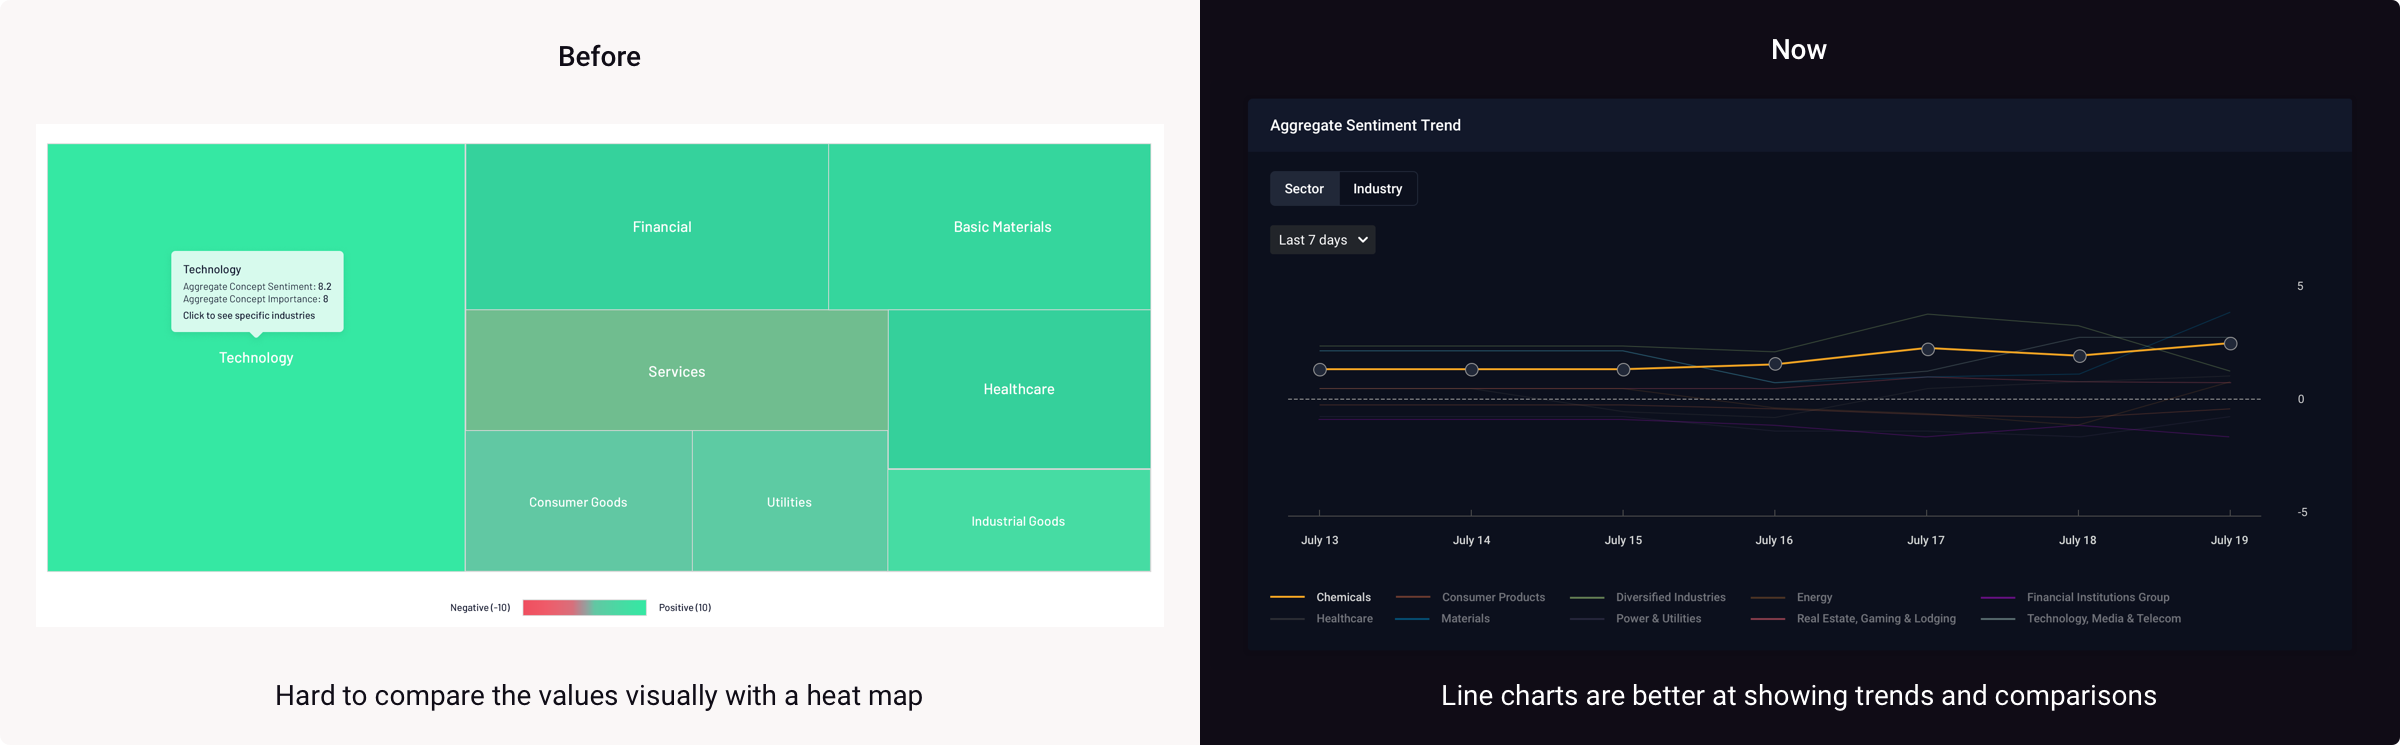 Before
Technology
Aggregate Concept Sentiment: 8.2
Aggregate Concept Importance: 8
Click to see specific industries
Technology
Financial
Basic Materials
Services
Healthcare
Consumer Goods
Utilities
Industrial Goods
Negative (-10)
Positive (10)
Hard to compare the values visually with a heat map
Now
Aggregate Sentiment Trend
Sector
Industry
Last 7 days
5
0
-5
July 13
July 14
July 15
July 16
July 17
July 18
July 19
Chemicals
Consumer Products
Diversified Industries
Energy
Financial Institutions Group
Healthcare
Materials
Power & Utilities
Real Estate, Gaming & Lodging
Technology, Media & Telecom
Line charts are better at showing trends and comparisons